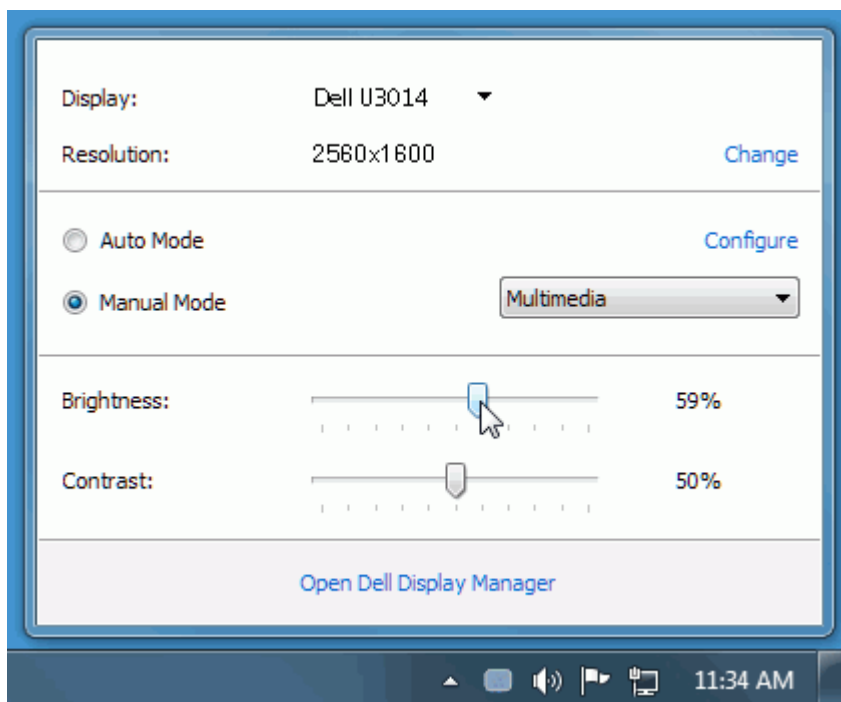 Display: Dell U3014
Resolution: 2560x1600 Change
Auto Mode Configure
Manual Mode Multimedia
Brightness: 59%
Contrast: 50%
Open Dell Display Manager
11:34 AM